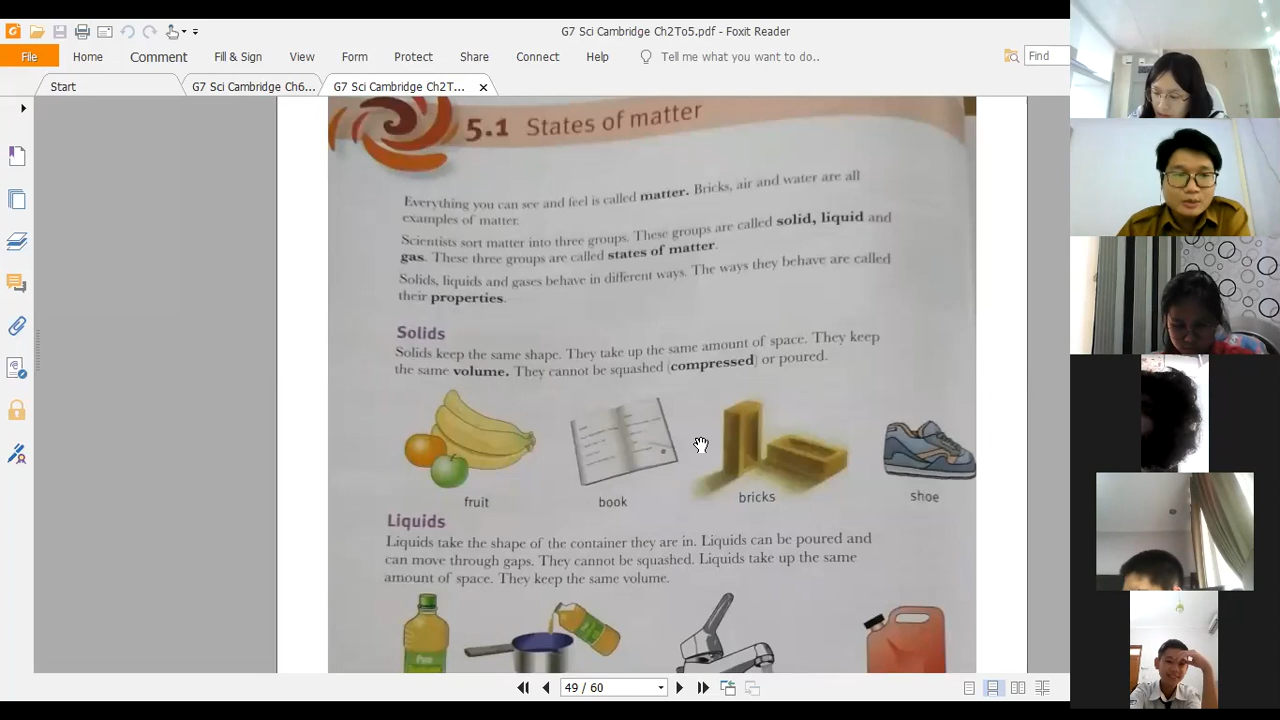 G7 Sci Cambridge Ch2To5.pdf - Foxit Reader
File Home Comment Fill & Sign View Form Protect Share Connect Help Tell me what you want to do.. Find
Start G7 Sci Cambridge Ch6... G7 Sci Cambridge Ch2T...
5.1 States of matter
Everything you can see and feel is called matter. Bricks, air and water are all
examples of matter.
Scientists sort matter into three groups. These groups are called solid, liquid and
gas. These three groups are called states of matter.
Solids, liquids and gases behave in different ways. The ways they behave are called
their properties.
Solids
Solids keep the same shape. They take up the same amount of space. They keep
the same volume. They cannot be squashed (compressed) or poured.
fruit book bricks shoe
Liquids
Liquids take the shape of the container they are in. Liquids can be poured and
can move through gaps. They cannot be squashed. Liquids take up the same
amount of space. They keep the same volume.
49 / 60